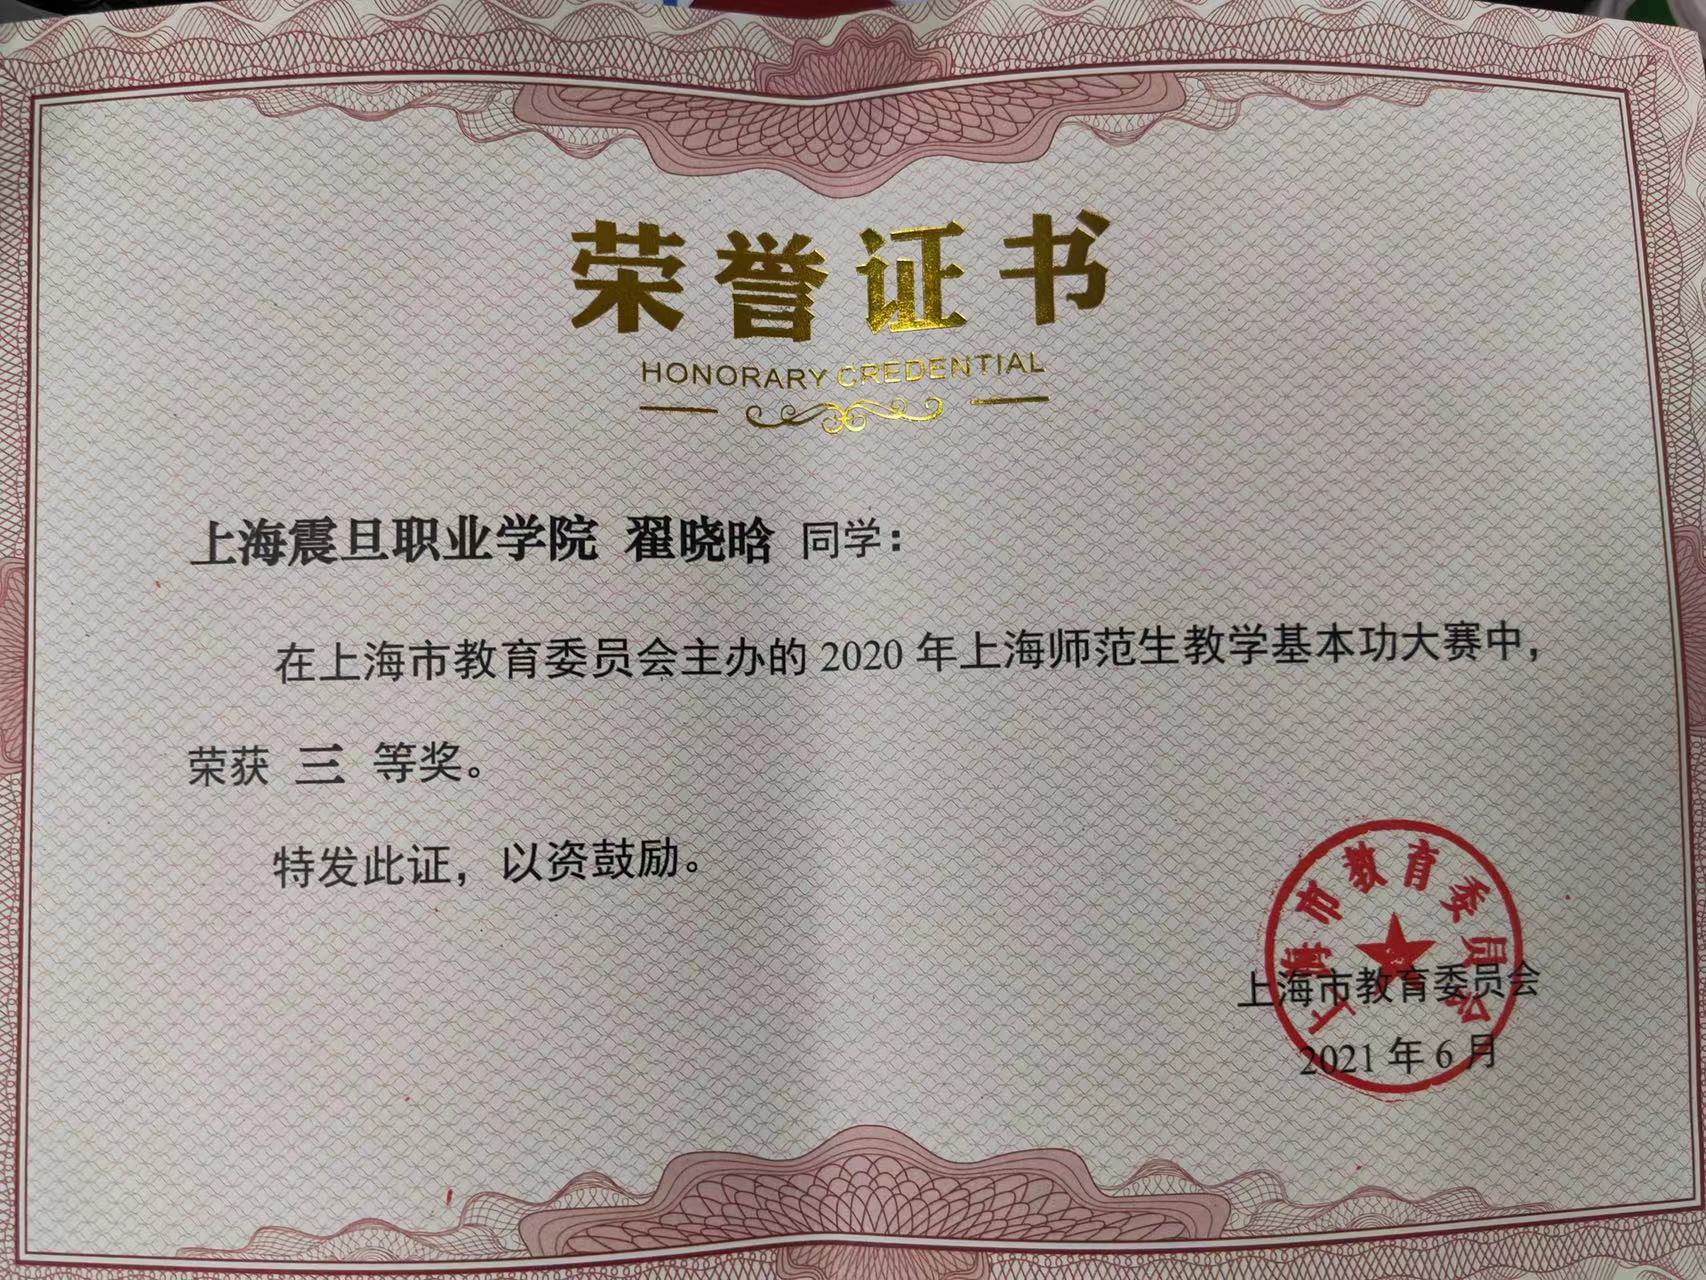 荣誉证书
HONORARY CREDENTIAL
上海震旦职业学院 翟晓晗 同学：
在上海市教育委员会主办的 2020 年上海师范生教学基本功大赛中，
荣获 三 等奖。
特发此证，以资鼓励。
上海市教育委员会
上海市教育委员会
2021 年 6 月